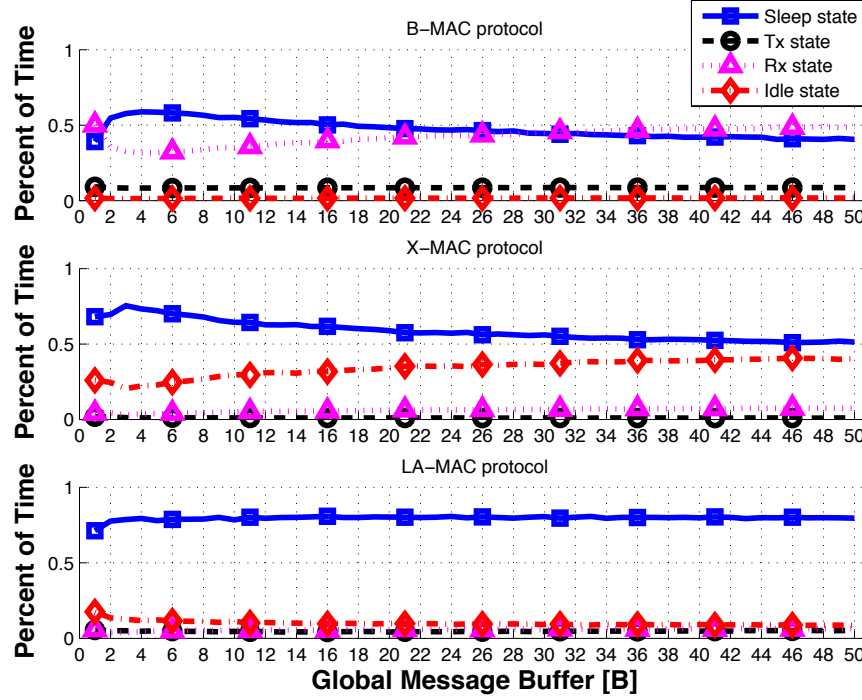 B-MAC protocol
Sleep state
Tx state
Rx state
Idle state
Percent of Time
1
0.5
0
0 2 4 6 8 10 12 14 16 18 20 22 24 26 28 30 32 34 36 38 40 42 44 46 48 50
X-MAC protocol
Percent of Time
1
0.5
0
0 2 4 6 8 10 12 14 16 18 20 22 24 26 28 30 32 34 36 38 40 42 44 46 48 50
LA-MAC protocol
Percent of Time
1
0.5
0
0 2 4 6 8 10 12 14 16 18 20 22 24 26 28 30 32 34 36 38 40 42 44 46 48 50
Global Message Buffer [B]